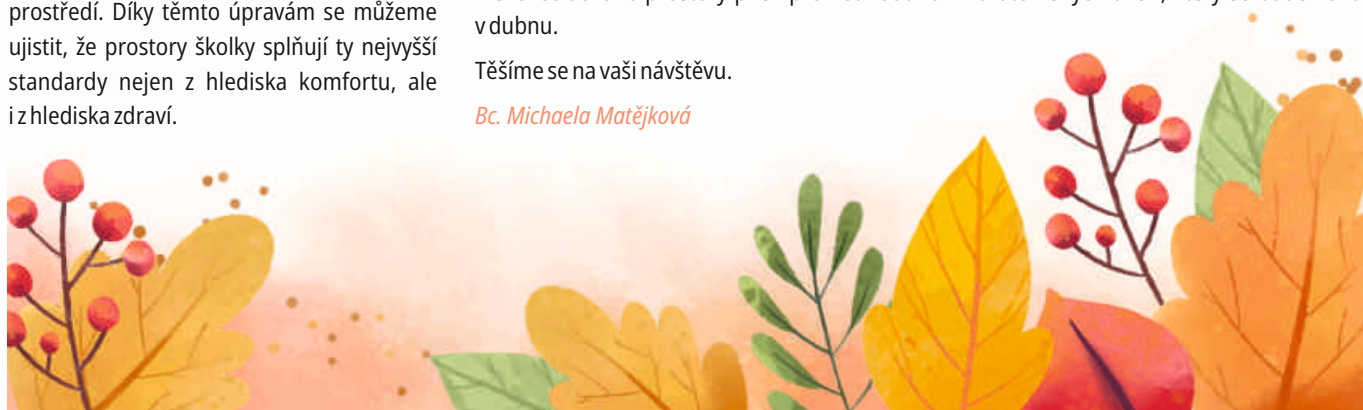 prostředí. Díky těmto úpravám se můžeme
ujistit, že prostory školky splňují ty nejvyšší
standardy nejen z hlediska komfortu, ale
i z hlediska zdraví.
v dubnu.
Těšíme se na vaši návštěvu.
Bc. Michaela Matějková